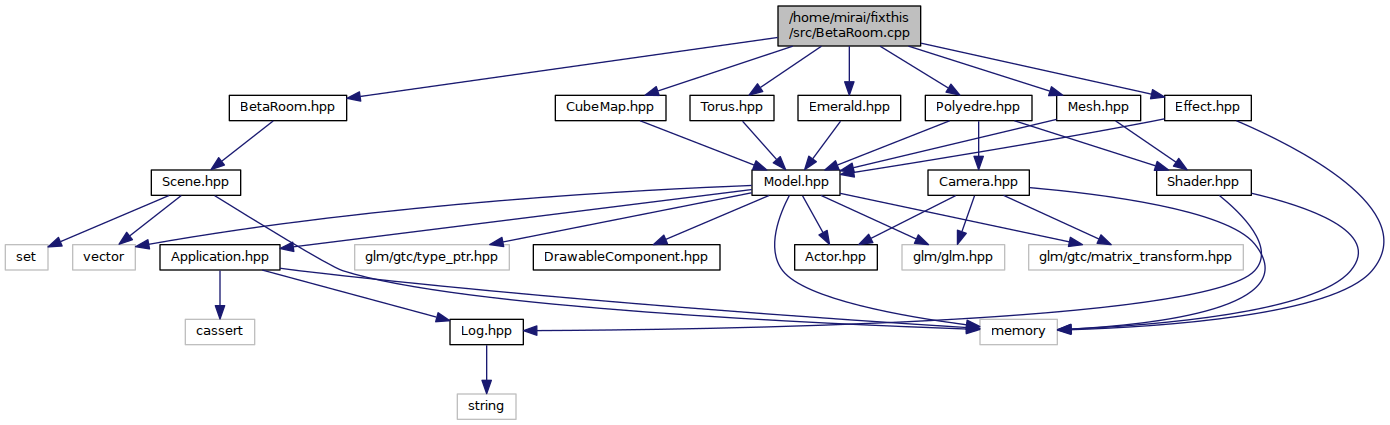 /home/mirai/fixthis
/src/BetaRoom.cpp
BetaRoom.hpp
CubeMap.hpp
Torus.hpp
Emerald.hpp
Polyedre.hpp
Mesh.hpp
Effect.hpp
Scene.hpp
Model.hpp
Camera.hpp
Shader.hpp
set
vector
Application.hpp
glm/gtc/type_ptr.hpp
DrawableComponent.hpp
Actor.hpp
glm/glm.hpp
glm/gtc/matrix_transform.hpp
cassert
Log.hpp
memory
string